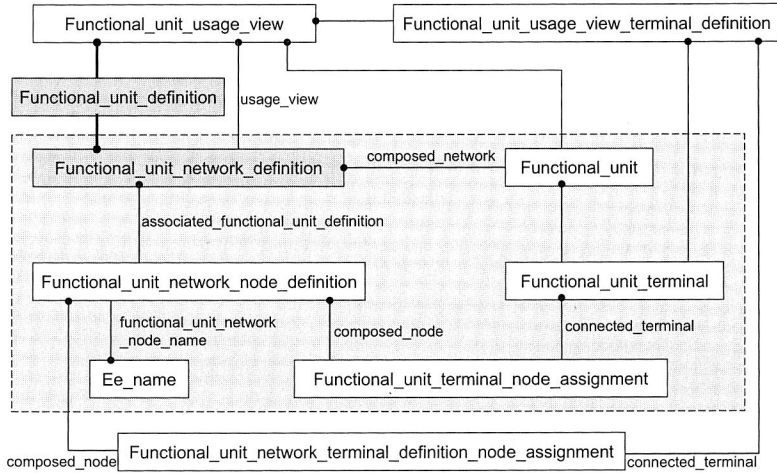 Functional_unit_usage_view
Functional_unit_usage_view_terminal_definition
Functional_unit_definition
usage_view
Functional_unit_network_definition
composed_network
Functional_unit
associated_functional_unit_definition
Functional_unit_network_node_definition
Functional_unit_terminal
functional_unit_network
_node_name
composed_node
connected_terminal
Ee_name
Functional_unit_terminal_node_assignment
composed_node
Functional_unit_network_terminal_definition_node_assignment
connected_terminal